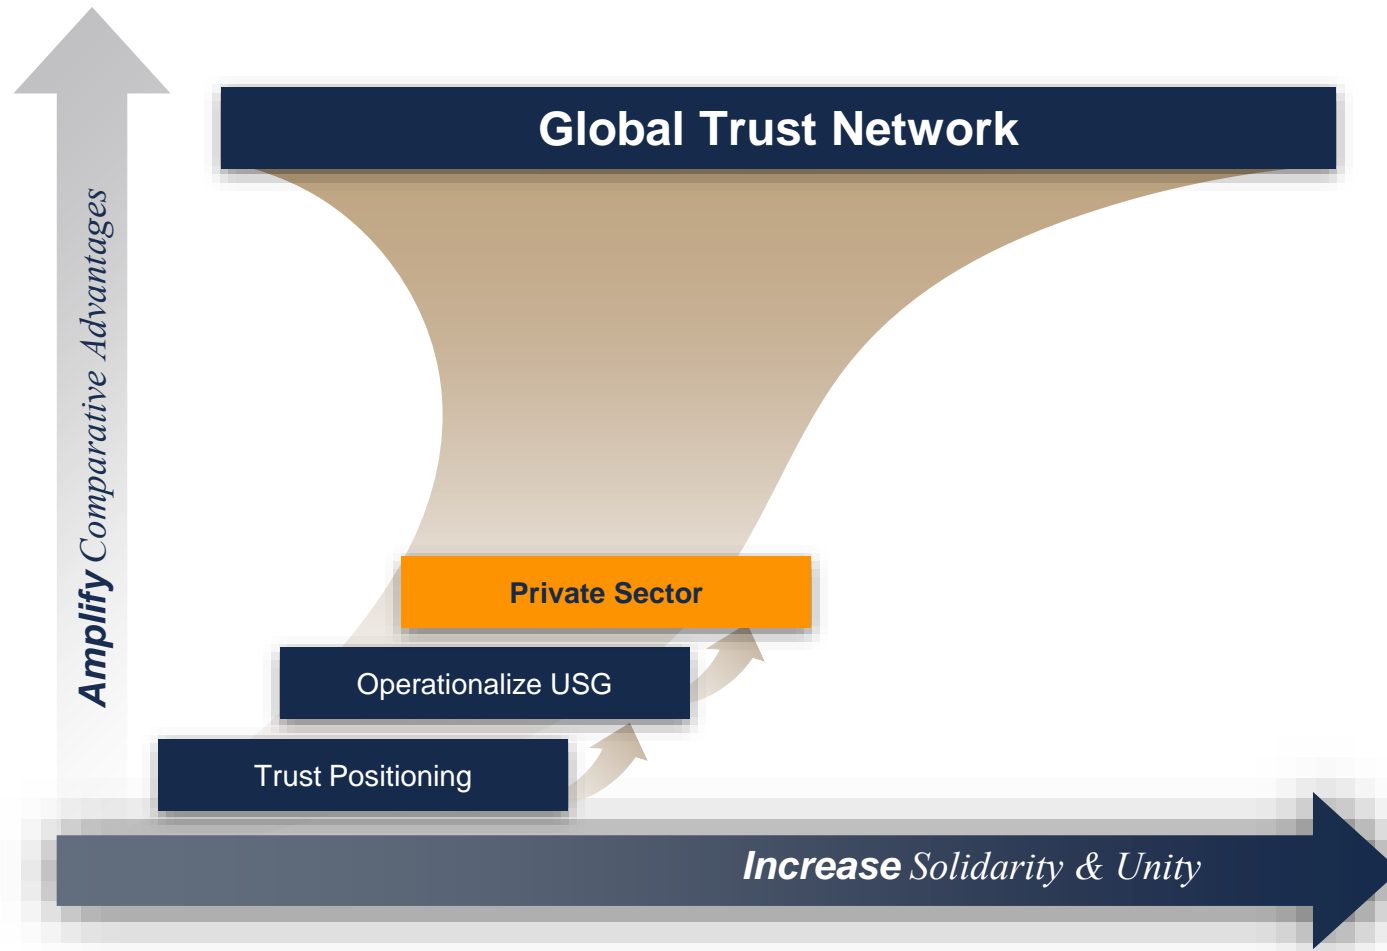 Global Trust Network
Amplify Comparative Advantages
Private Sector
Operationalize USG
Trust Positioning
Increase Solidarity & Unity